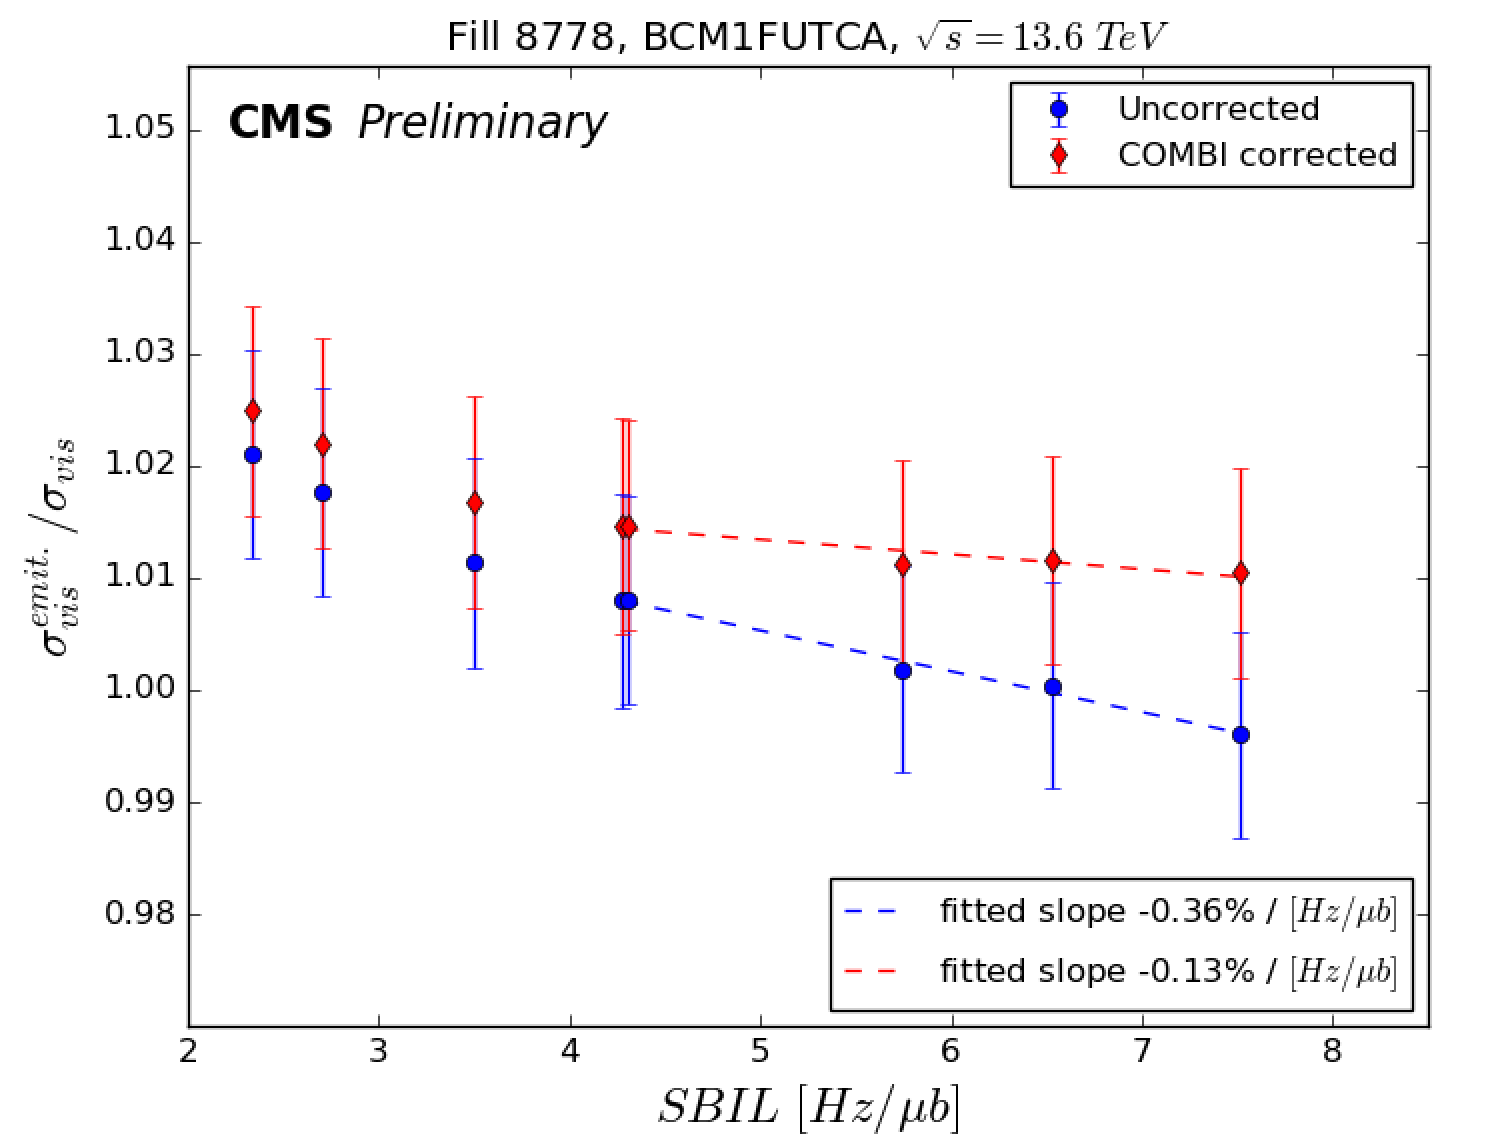 Fill 8778, BCM1FUTCA, √s = 13.6 TeV
CMS Preliminary
Uncorrected
COMBI corrected
1.05
1.04
1.03
1.02
1.01
1.00
0.99
0.98
σ_vis^emit. / σ_vis
fitted slope -0.36% / [Hz/μb]
fitted slope -0.13% / [Hz/μb]
2 3 4 5 6 7 8
SBIL [Hz/μb]